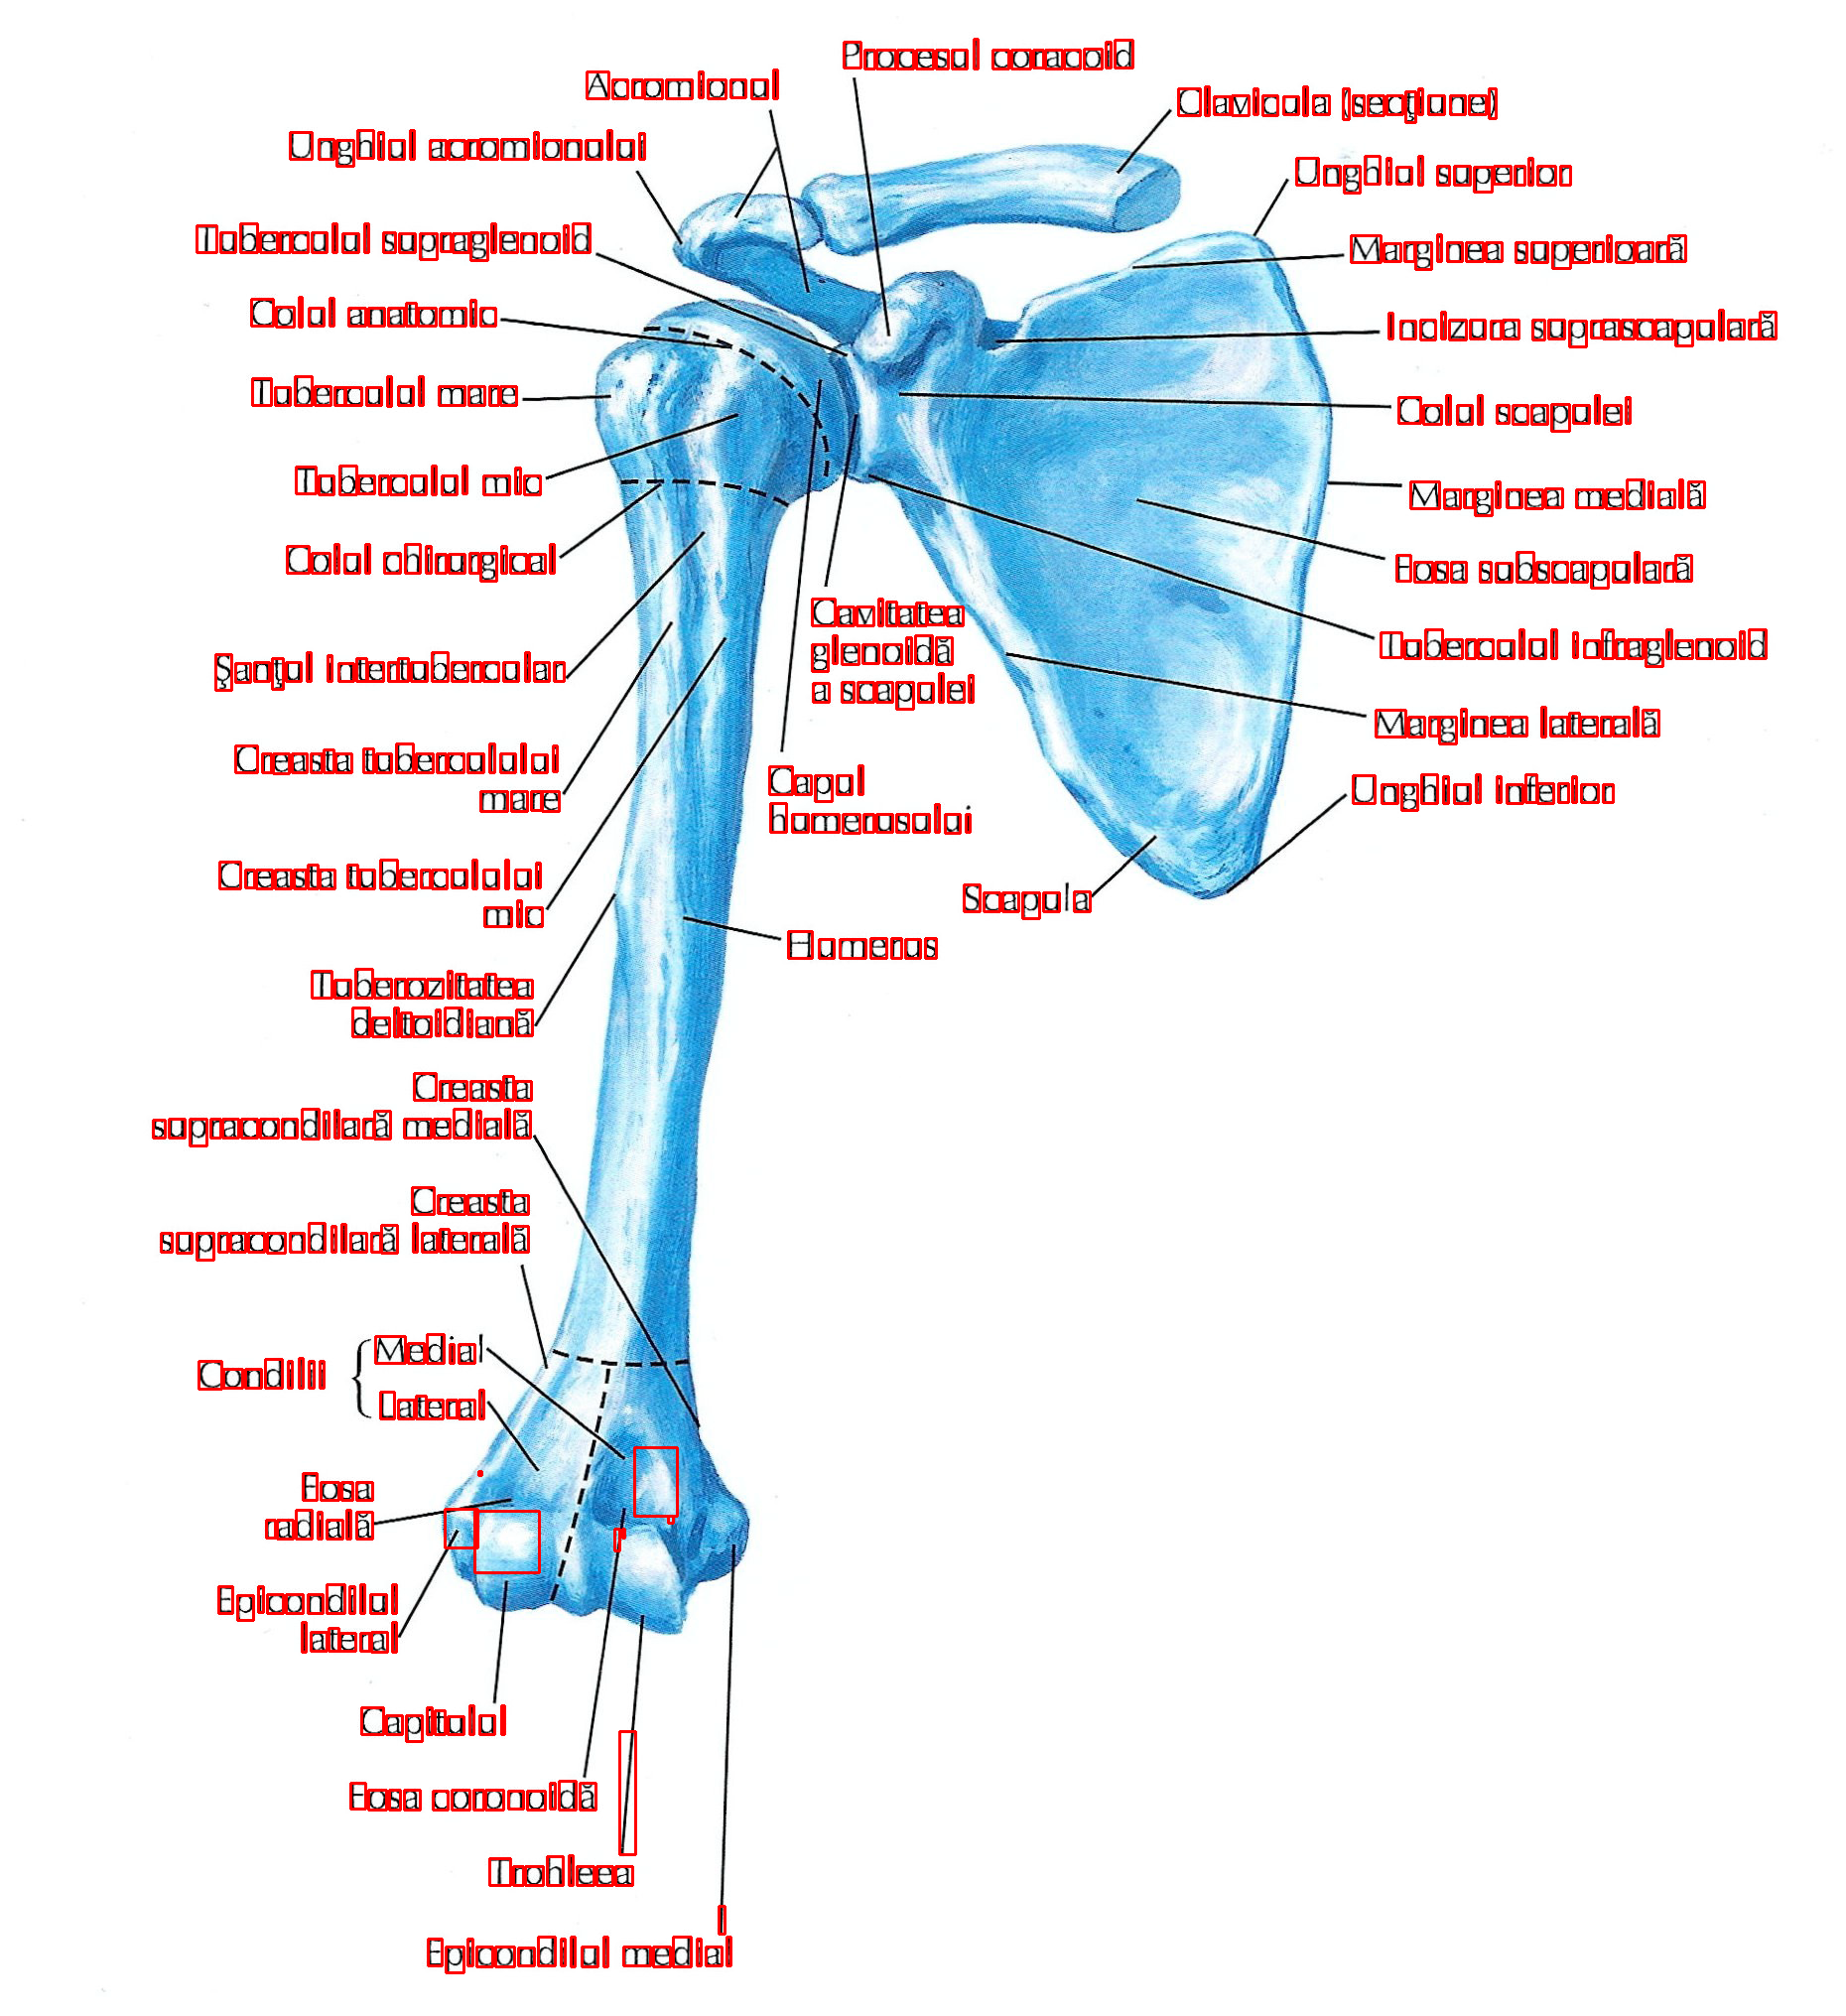 Procesul coracoid
Acromionul
Clavicula (secţiune)
Unghiul acromionului
Unghiul superior
Tuberculul supraglenoid
Marginea superioară
Colul anatomic
Incizura suprascapulară
Tuberculul mare
Colul scapulei
Tuberculul mic
Marginea medială
Colul chirurgical
Fosa subscapulară
Cavitatea
glenoidă
a scapulei
Tuberculul infraglenoid
Şanţul intertubercular
Marginea laterală
Creasta tuberculului
mare
Capul
humerusului
Unghiul inferior
Creasta tuberculului
mic
Scapula
Humerus
Tuberozitatea
deltoidiană
Creasta
supracondilară medială
Creasta
supracondilară laterală
Condilii
Medial
Lateral
Fosa
radială
Epicondilul
lateral
Capitulul
Fosa coronoidă
Trohleea
Epicondilul medial